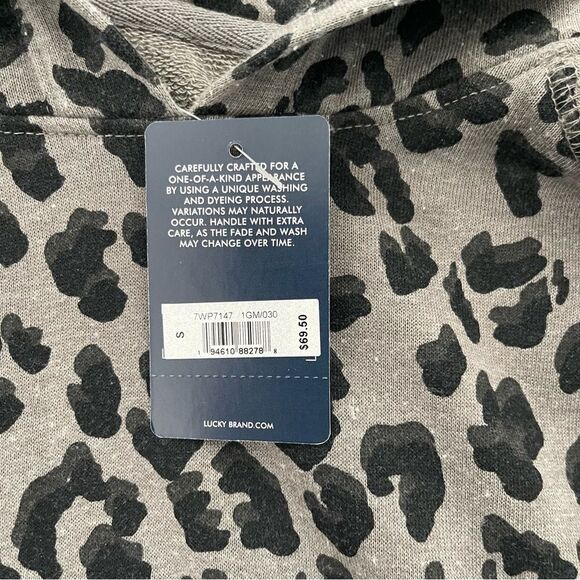 CAREFULLY CRAFTED FOR A
ONE-OF-A-KIND APPEARANCE
BY USING A UNIQUE WASHING
AND DYEING PROCESS.
VARIATIONS MAY NATURALLY
OCCUR. HANDLE WITH EXTRA
CARE, AS THE FADE AND WASH
MAY CHANGE OVER TIME.
S
7WP7147 1GM/030
1 94610 88278 8
$69.50
LUCKY BRAND.COM